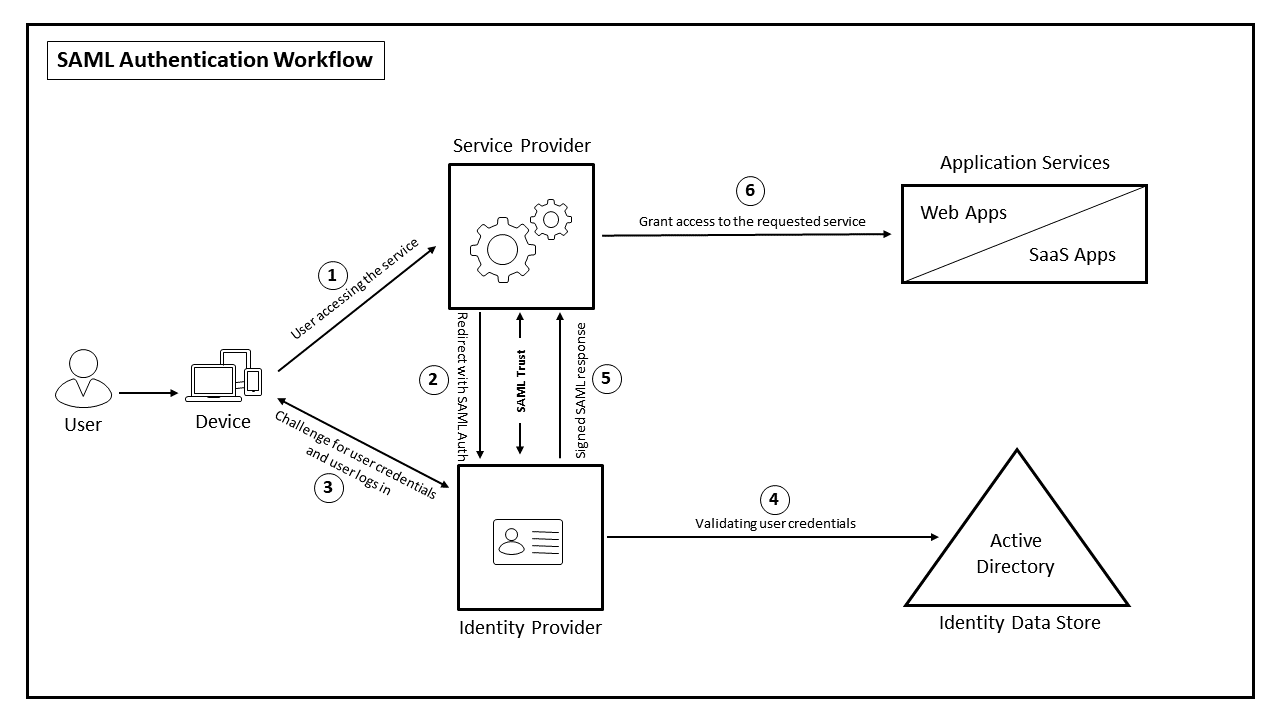 SAML Authentication Workflow
Service Provider
Application Services
Web Apps
SaaS Apps
6
Grant access to the requested service
1
User accessing the service
2
Redirect with SAML Auth
SAML Trust
Signed SAML response
5
User
Device
Challenge for user credentials
and user logs in
3
4
Validating user credentials
Active
Directory
Identity Provider
Identity Data Store